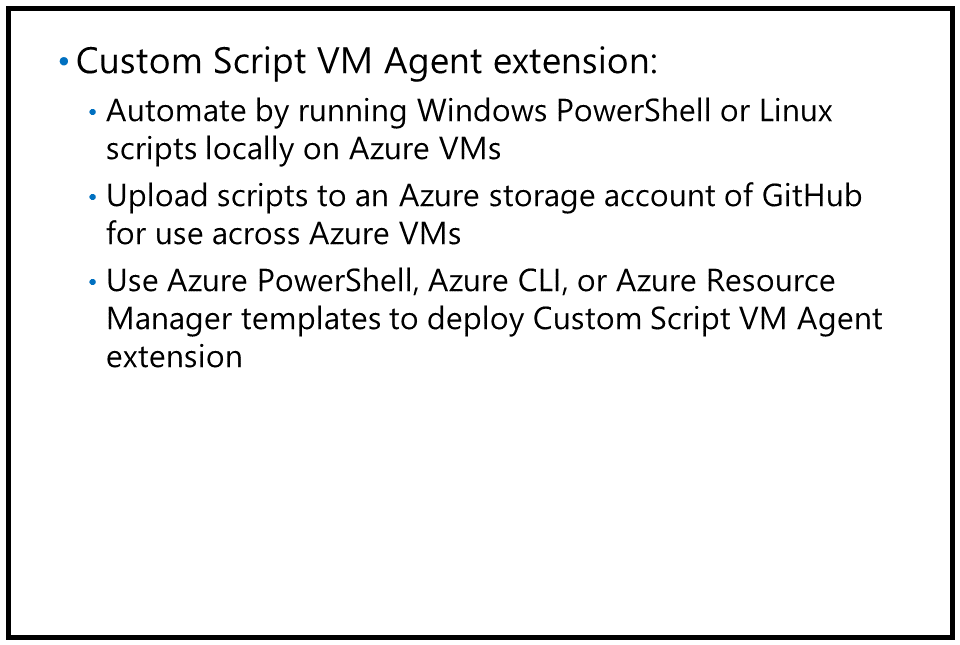 • Custom Script VM Agent extension:
• Automate by running Windows PowerShell or Linux
scripts locally on Azure VMs
• Upload scripts to an Azure storage account of GitHub
for use across Azure VMs
• Use Azure PowerShell, Azure CLI, or Azure Resource
Manager templates to deploy Custom Script VM Agent
extension